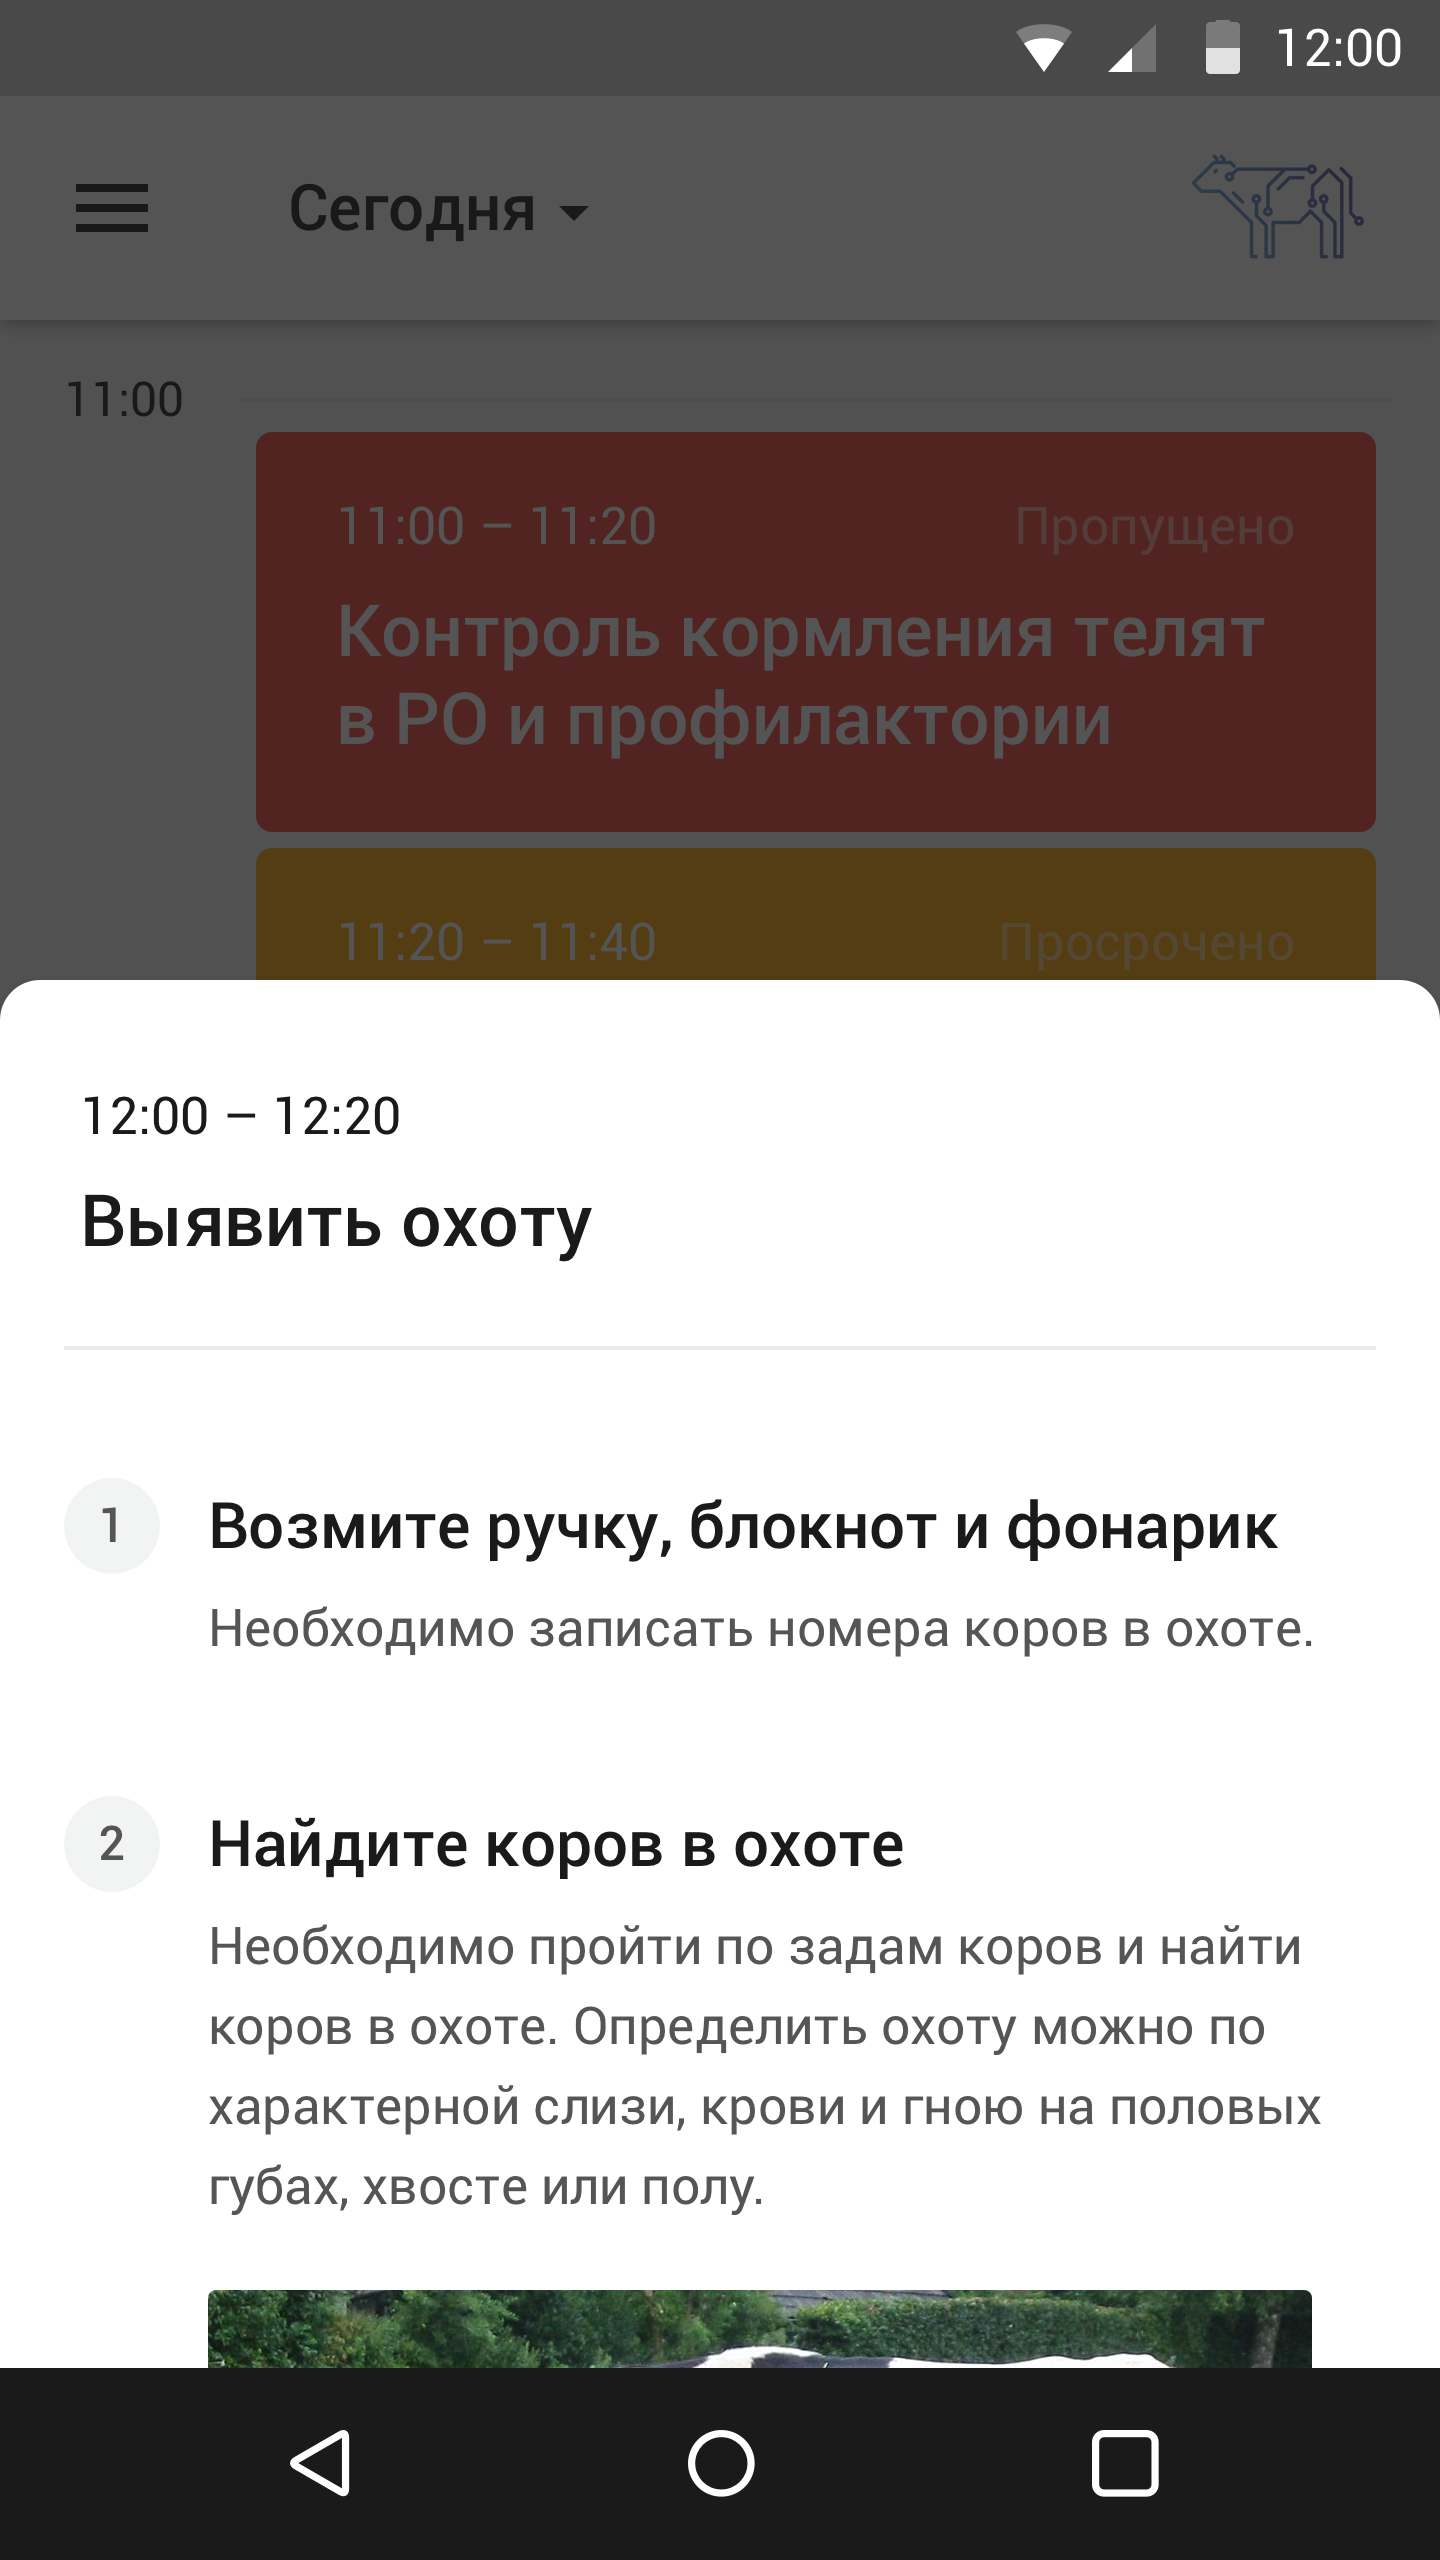 12:00
Сегодня
11:00
11:00 – 11:20
Пропущено
Контроль кормления телят
в РО и профилактории
11:20 – 11:40
Просрочено
12:00 – 12:20
Выявить охоту
1
Возмите ручку, блокнот и фонарик
Необходимо записать номера коров в охоте.
2
Найдите коров в охоте
Необходимо пройти по задам коров и найти
коров в охоте. Определить охоту можно по
характерной слизи, крови и гною на половых
губах, хвосте или полу.